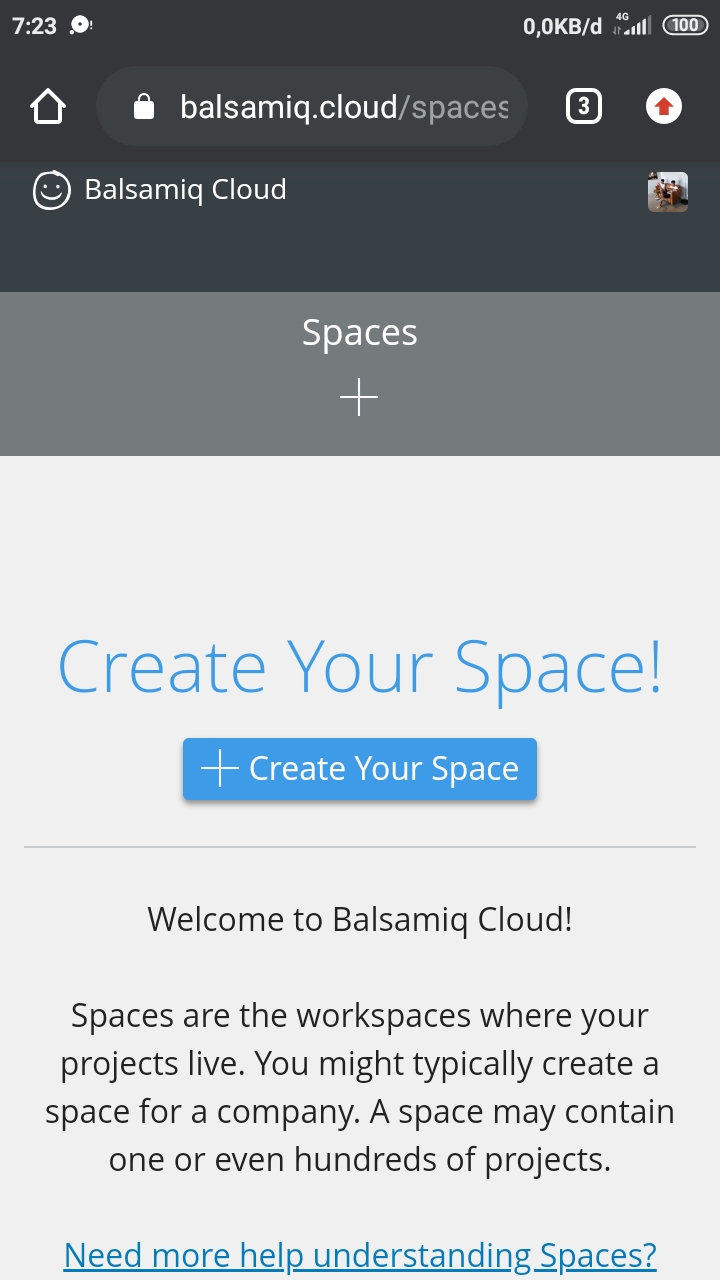 7:23
0,0KB/d 4G 100
balsamiq.cloud/spaces
3
Balsamiq Cloud
Spaces
Create Your Space!
Create Your Space
Welcome to Balsamiq Cloud!
Spaces are the workspaces where your
projects live. You might typically create a
space for a company. A space may contain
one or even hundreds of projects.
Need more help understanding Spaces?